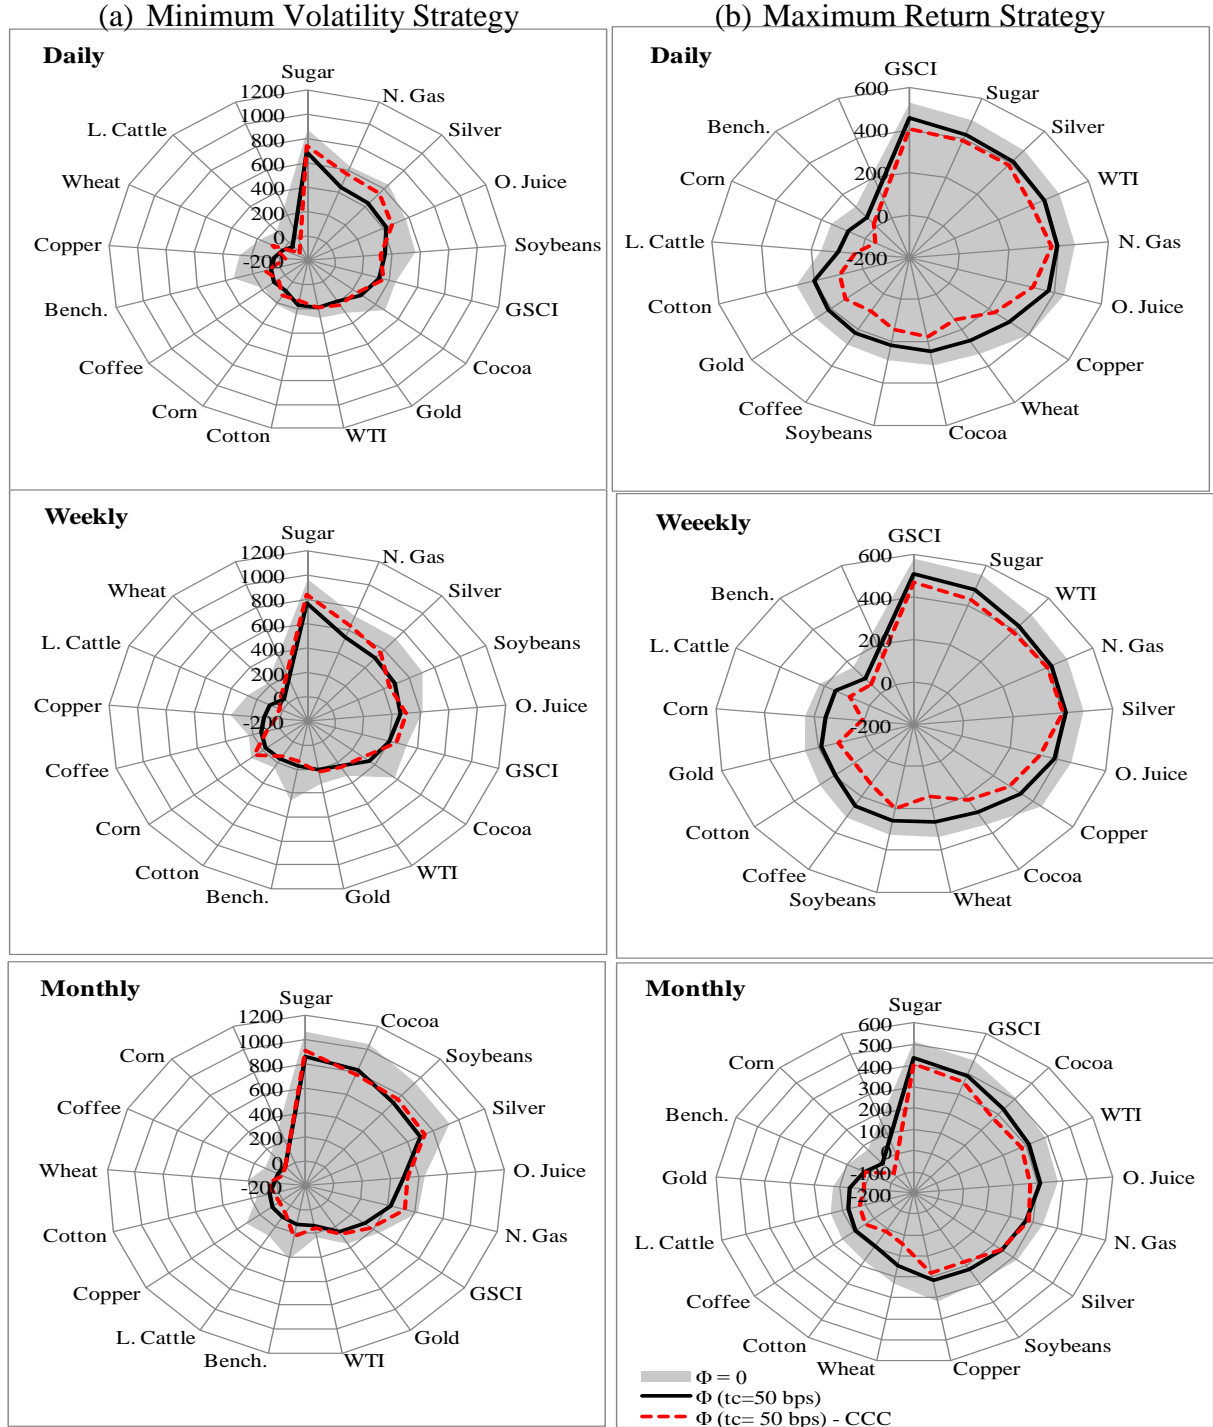 (a) Minimum Volatility Strategy
(b) Maximum Return Strategy
Daily
Sugar
N. Gas
Silver
O. Juice
Soybeans
GSCI
Cocoa
Gold
WTI
Cotton
Corn
Coffee
Bench.
Copper
Wheat
L. Cattle
1200
1000
800
600
400
200
0
-200
Daily
GSCI
Sugar
Silver
WTI
N. Gas
O. Juice
Copper
Wheat
Cocoa
Soybeans
Coffee
Gold
Cotton
L. Cattle
Corn
Bench.
600
400
200
0
-200
Weekly
Sugar
N. Gas
Silver
Soybeans
O. Juice
GSCI
Cocoa
WTI
Gold
Bench.
Cotton
Corn
Coffee
Copper
L. Cattle
Wheat
1200
1000
800
600
400
200
0
-200
Weeekly
GSCI
Sugar
WTI
N. Gas
Silver
O. Juice
Copper
Cocoa
Wheat
Soybeans
Coffee
Cotton
Gold
Corn
L. Cattle
Bench.
600
400
200
0
-200
Monthly
Sugar
Cocoa
Soybeans
Silver
O. Juice
N. Gas
GSCI
Gold
WTI
Bench.
L. Cattle
Copper
Cotton
Wheat
Coffee
Corn
1200
1000
800
600
400
200
0
-200
Monthly
Sugar
GSCI
Cocoa
WTI
O. Juice
N. Gas
Silver
Soybeans
Copper
Wheat
Cotton
Coffee
L. Cattle
Gold
Bench.
Corn
600
500
400
300
200
100
0
-100
-200
Φ = 0
Φ (tc=50 bps)
Φ (tc= 50 bps) - CCC